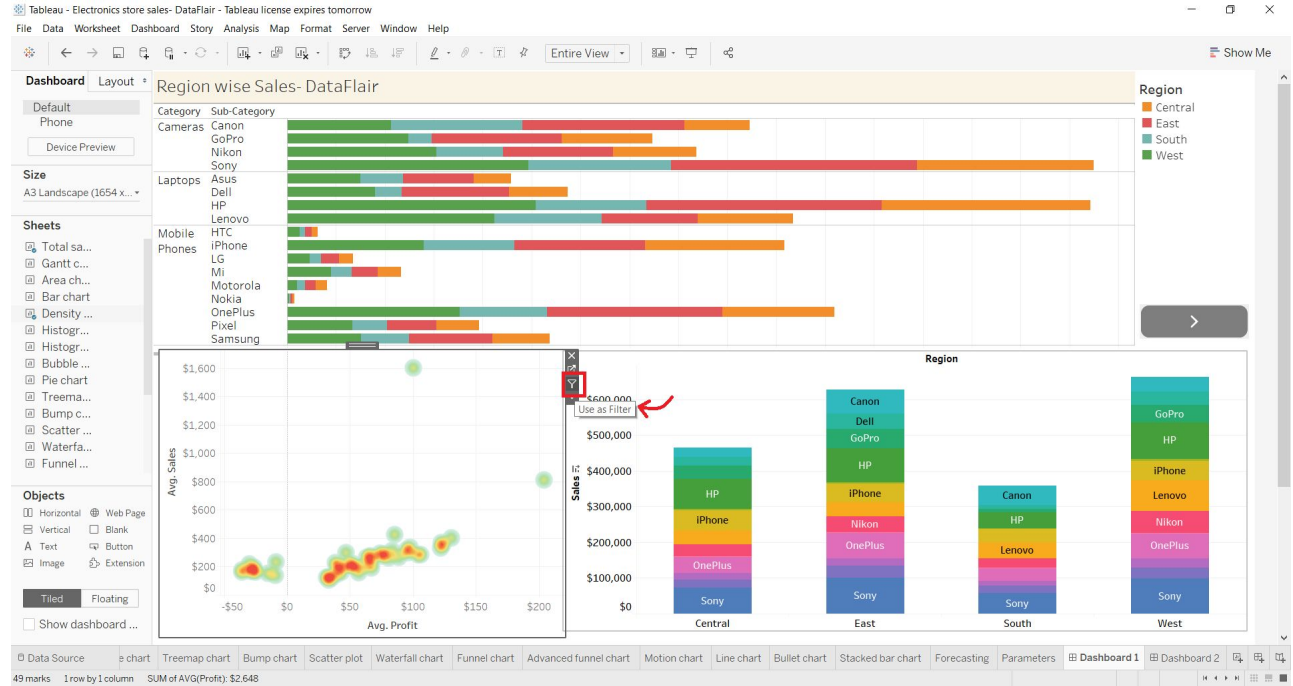 Tableau - Electronics store sales- DataFlair - Tableau license expires tomorrow
File Data Worksheet Dashboard Story Analysis Map Format Server Window Help
Entire View
Show Me
Dashboard Layout
Default
Phone
Device Preview
Size
A3 Landscape (1654 x...
Sheets
Total sa...
Gantt c...
Area ch...
Bar chart
Density ...
Histogr...
Histogr...
Bubble ...
Pie chart
Treema...
Bump c...
Scatter ...
Waterfa...
Funnel ...
Objects
Horizontal Web Page
Vertical Blank
A Text Button
Image Extension
Tiled Floating
Show dashboard ...
Region wise Sales- DataFlair
Category Sub-Category
Cameras Canon
GoPro
Nikon
Sony
Laptops Asus
Dell
HP
Lenovo
Mobile HTC
Phones iPhone
LG
Mi
Motorola
Nokia
OnePlus
Pixel
Samsung
Region
Central
East
South
West
$1,600
$1,400
$1,200
$1,000
$800
$600
$400
$200
$0
Avg. Sales
-$50 $0 $50 $100 $150 $200
Avg. Profit
Use as Filter
Region
$600,000
$500,000
$400,000
$300,000
$200,000
$100,000
$0
Sales
HP
iPhone
OnePlus
Sony
Central
Canon
Dell
GoPro
HP
iPhone
Nikon
OnePlus
Sony
East
Canon
HP
Lenovo
Sony
South
GoPro
HP
iPhone
Lenovo
Nikon
OnePlus
Sony
West
Data Source e chart Treemap chart Bump chart Scatter plot Waterfall chart Funnel chart Advanced funnel chart Motion chart Line chart Bullet chart Stacked bar chart Forecasting Parameters Dashboard 1 Dashboard 2
49 marks 1 row by 1 column SUM of AVG(Profit): $2,648